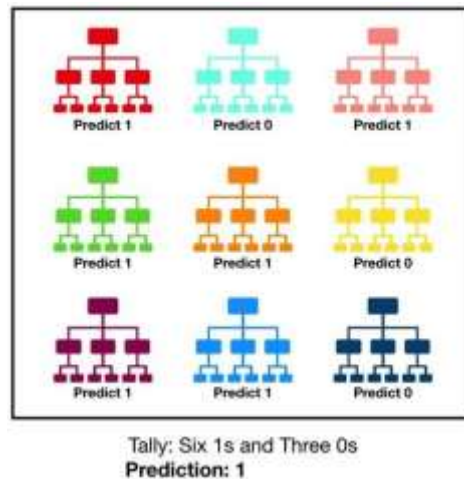 Predict 1 Predict 0 Predict 1
Predict 1 Predict 1 Predict 0
Predict 1 Predict 1 Predict 0
Tally: Six 1s and Three 0s
Prediction: 1